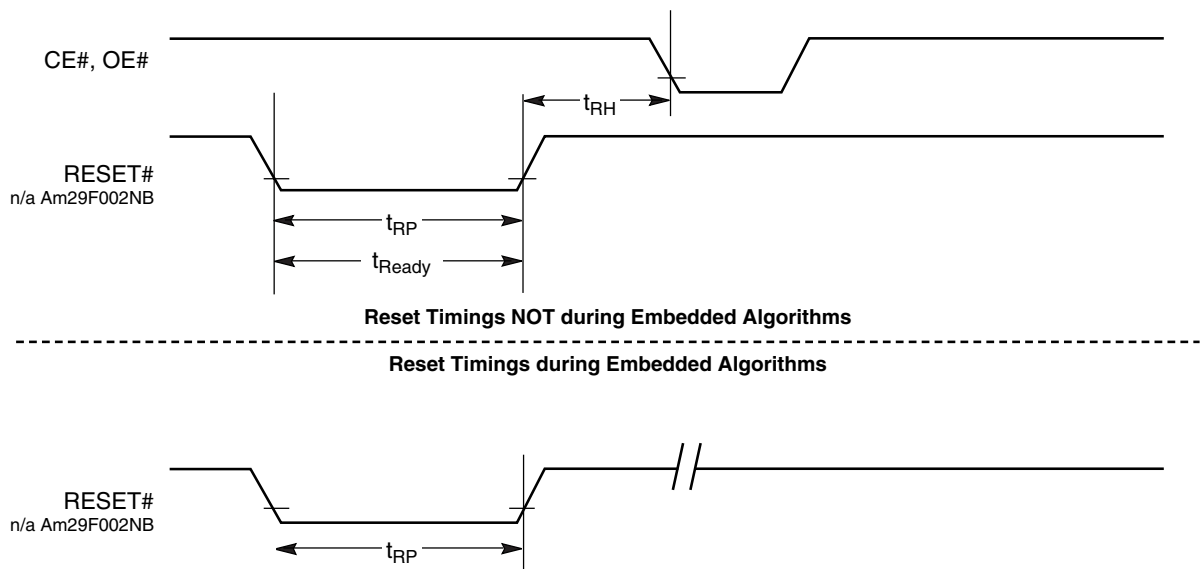 CE#, OE#
tRH
RESET#
n/a Am29F002NB
tRP
tReady
Reset Timings NOT during Embedded Algorithms
Reset Timings during Embedded Algorithms
RESET#
n/a Am29F002NB
tRP